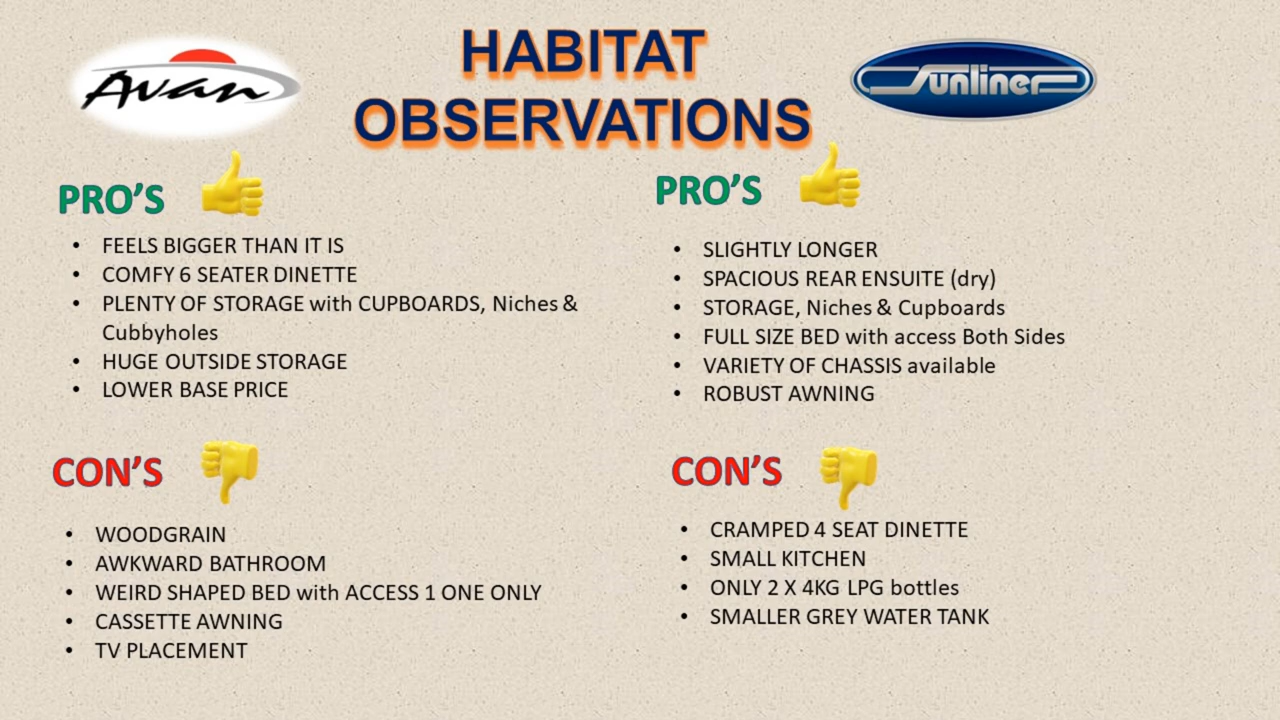 Avan
HABITAT
OBSERVATIONS
Sunliner
PRO'S
• FEELS BIGGER THAN IT IS
• COMFY 6 SEATER DINETTE
• PLENTY OF STORAGE with CUPBOARDS, Niches &
Cubbyholes
• HUGE OUTSIDE STORAGE
• LOWER BASE PRICE
CON'S
• WOODGRAIN
• AWKWARD BATHROOM
• WEIRD SHAPED BED with ACCESS 1 ONE ONLY
• CASSETTE AWNING
• TV PLACEMENT
PRO'S
• SLIGHTLY LONGER
• SPACIOUS REAR ENSUITE (dry)
• STORAGE, Niches & Cupboards
• FULL SIZE BED with access Both Sides
• VARIETY OF CHASSIS available
• ROBUST AWNING
CON'S
• CRAMPED 4 SEAT DINETTE
• SMALL KITCHEN
• ONLY 2 X 4KG LPG bottles
• SMALLER GREY WATER TANK